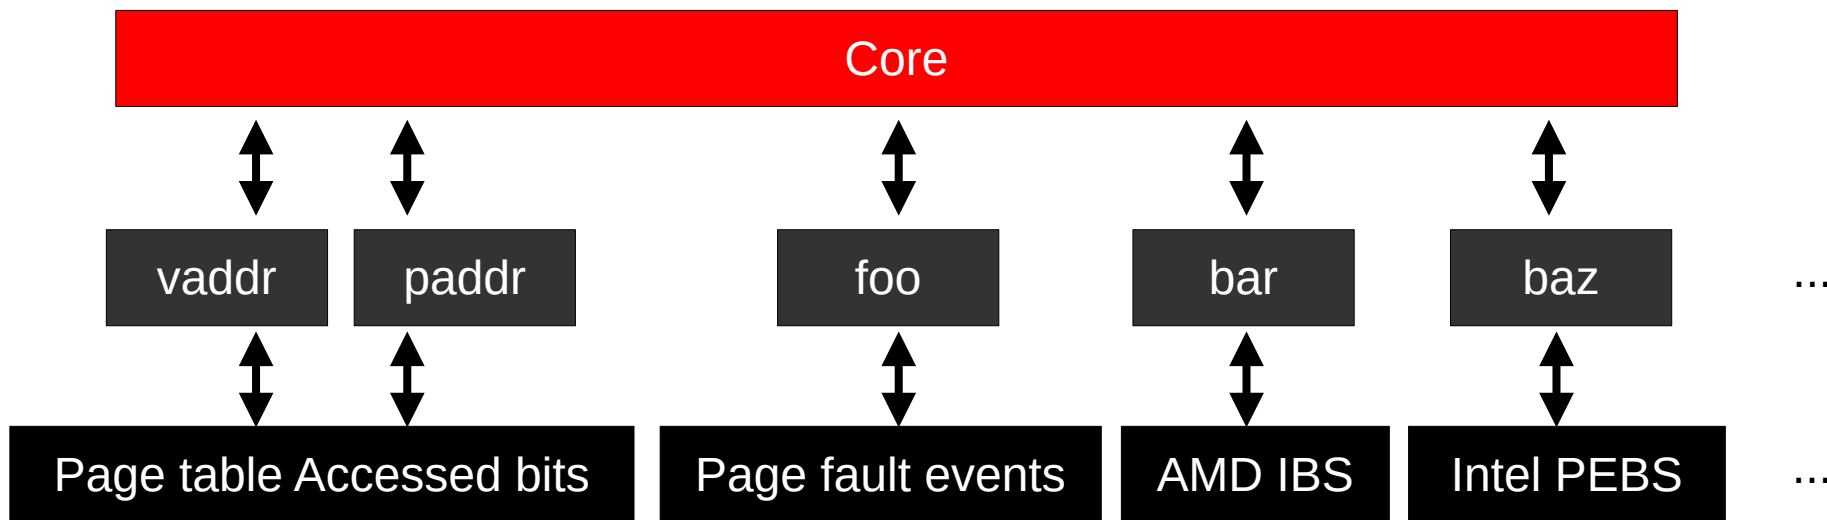 Core
vaddr
paddr
foo
bar
baz
...
Page table Accessed bits
Page fault events
AMD IBS
Intel PEBS
...